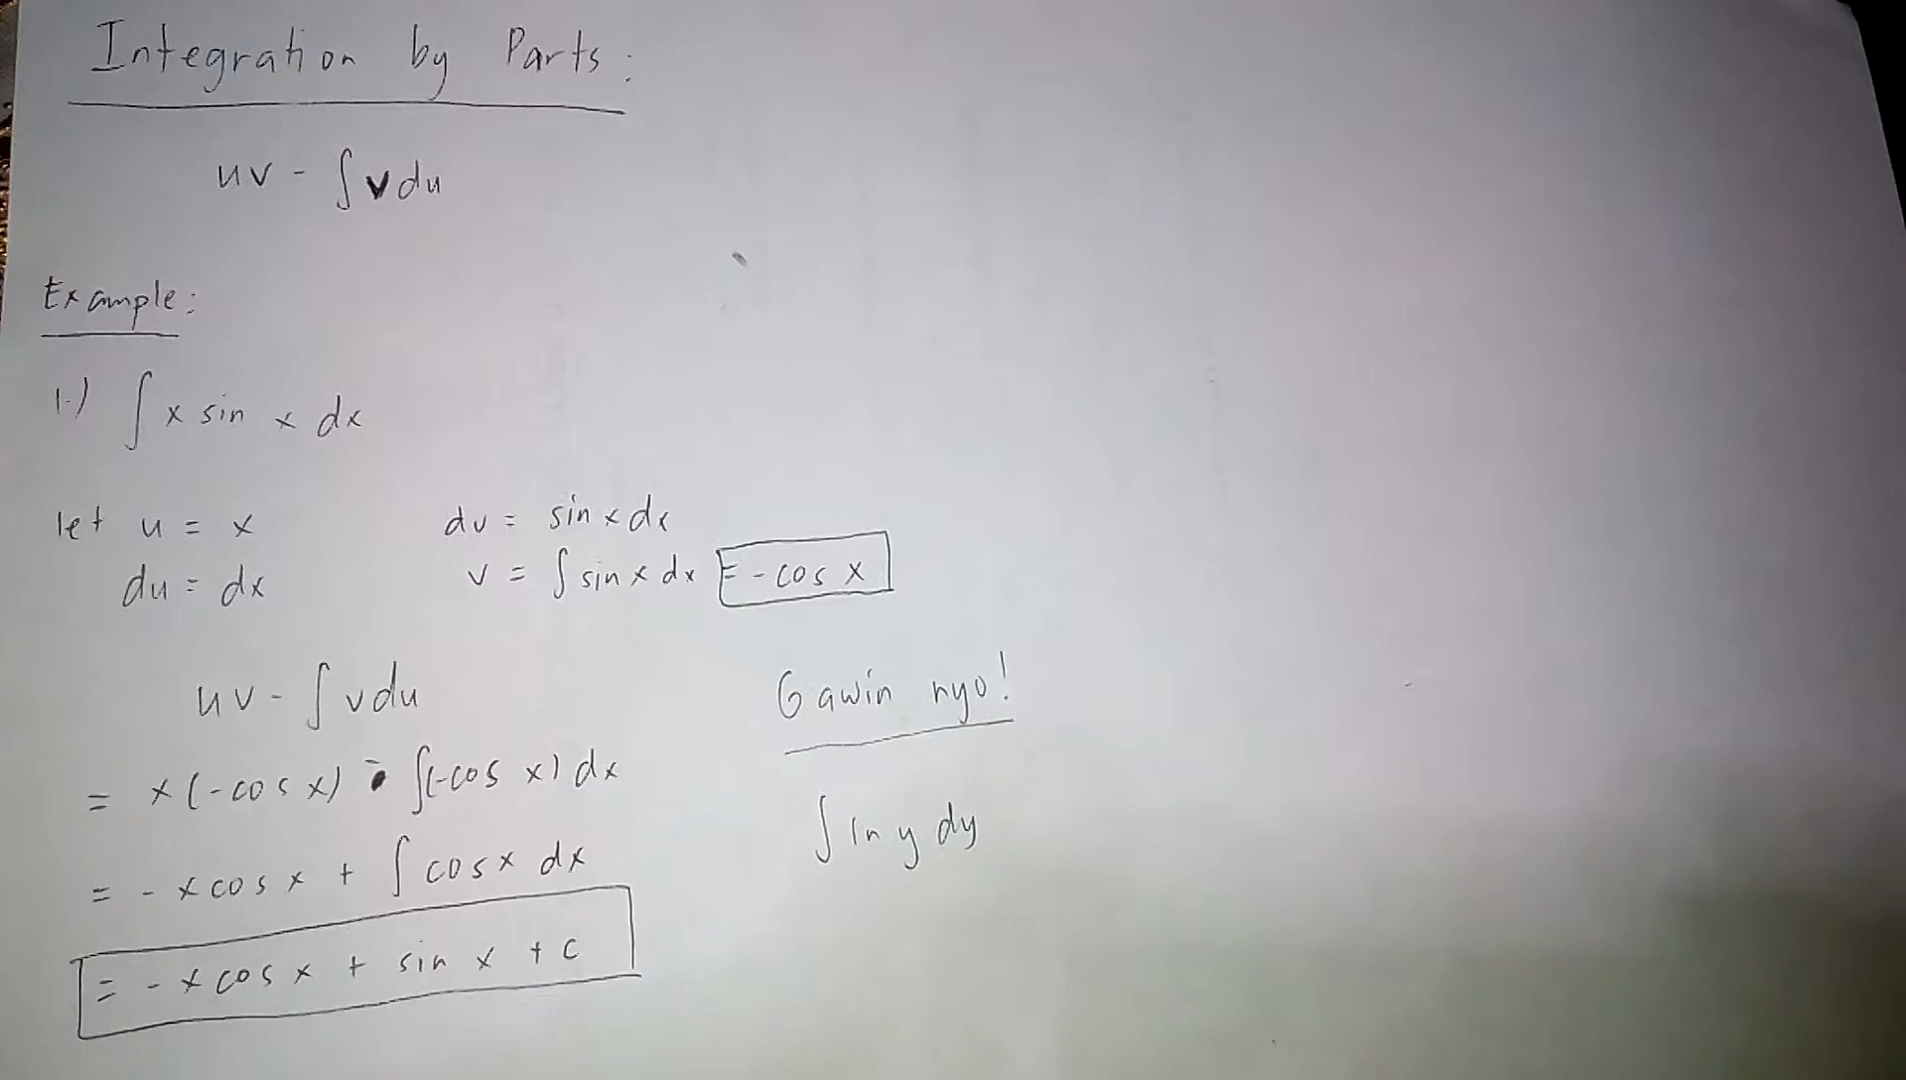 Integration by Parts:
uv - ∫vdu
Example:
1.) ∫x sin x dx
let u = x
du = dx
dv = sin x dx
v = ∫ sin x dx = - cos x
uv - ∫ vdu
= x (-cos x) - ∫(-cos x) dx
= - x cos x + ∫ cos x dx
= - x cos x + sin x + c
Gawin nyo!
∫ ln y dy